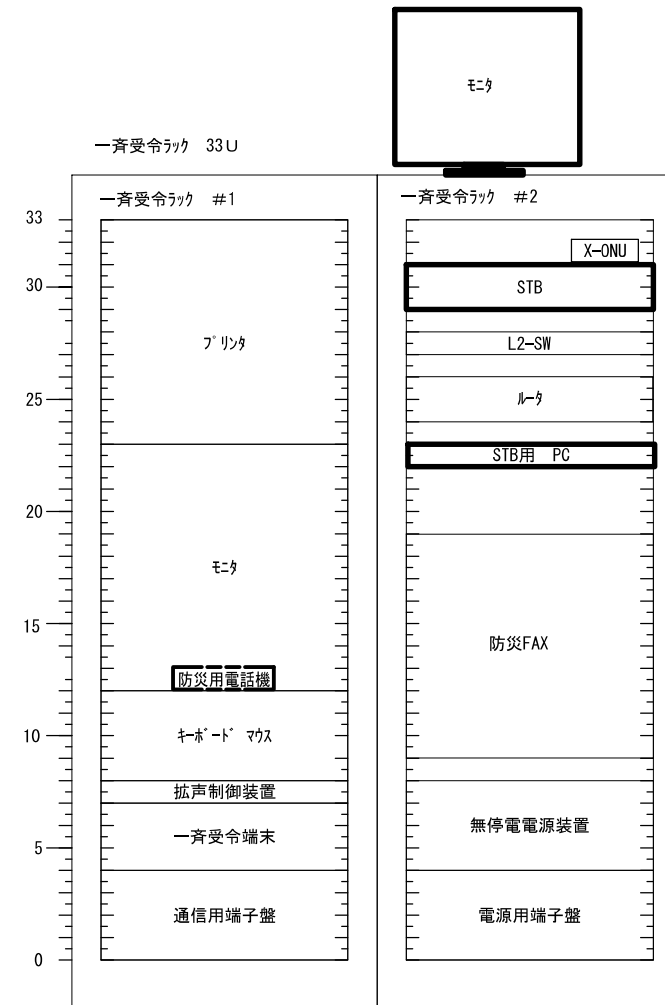 モニタ
一斉受令ラック 33U
一斉受令ラック #1
一斉受令ラック #2
33
X-ONU
30
STB
プリンタ
L2-SW
25
ルータ
STB用 PC
20
モニタ
15
防災FAX
防災用電話機
10
キーボード マウス
拡声制御装置
無停電電源装置
一斉受令端末
5
通信用端子盤
電源用端子盤
0